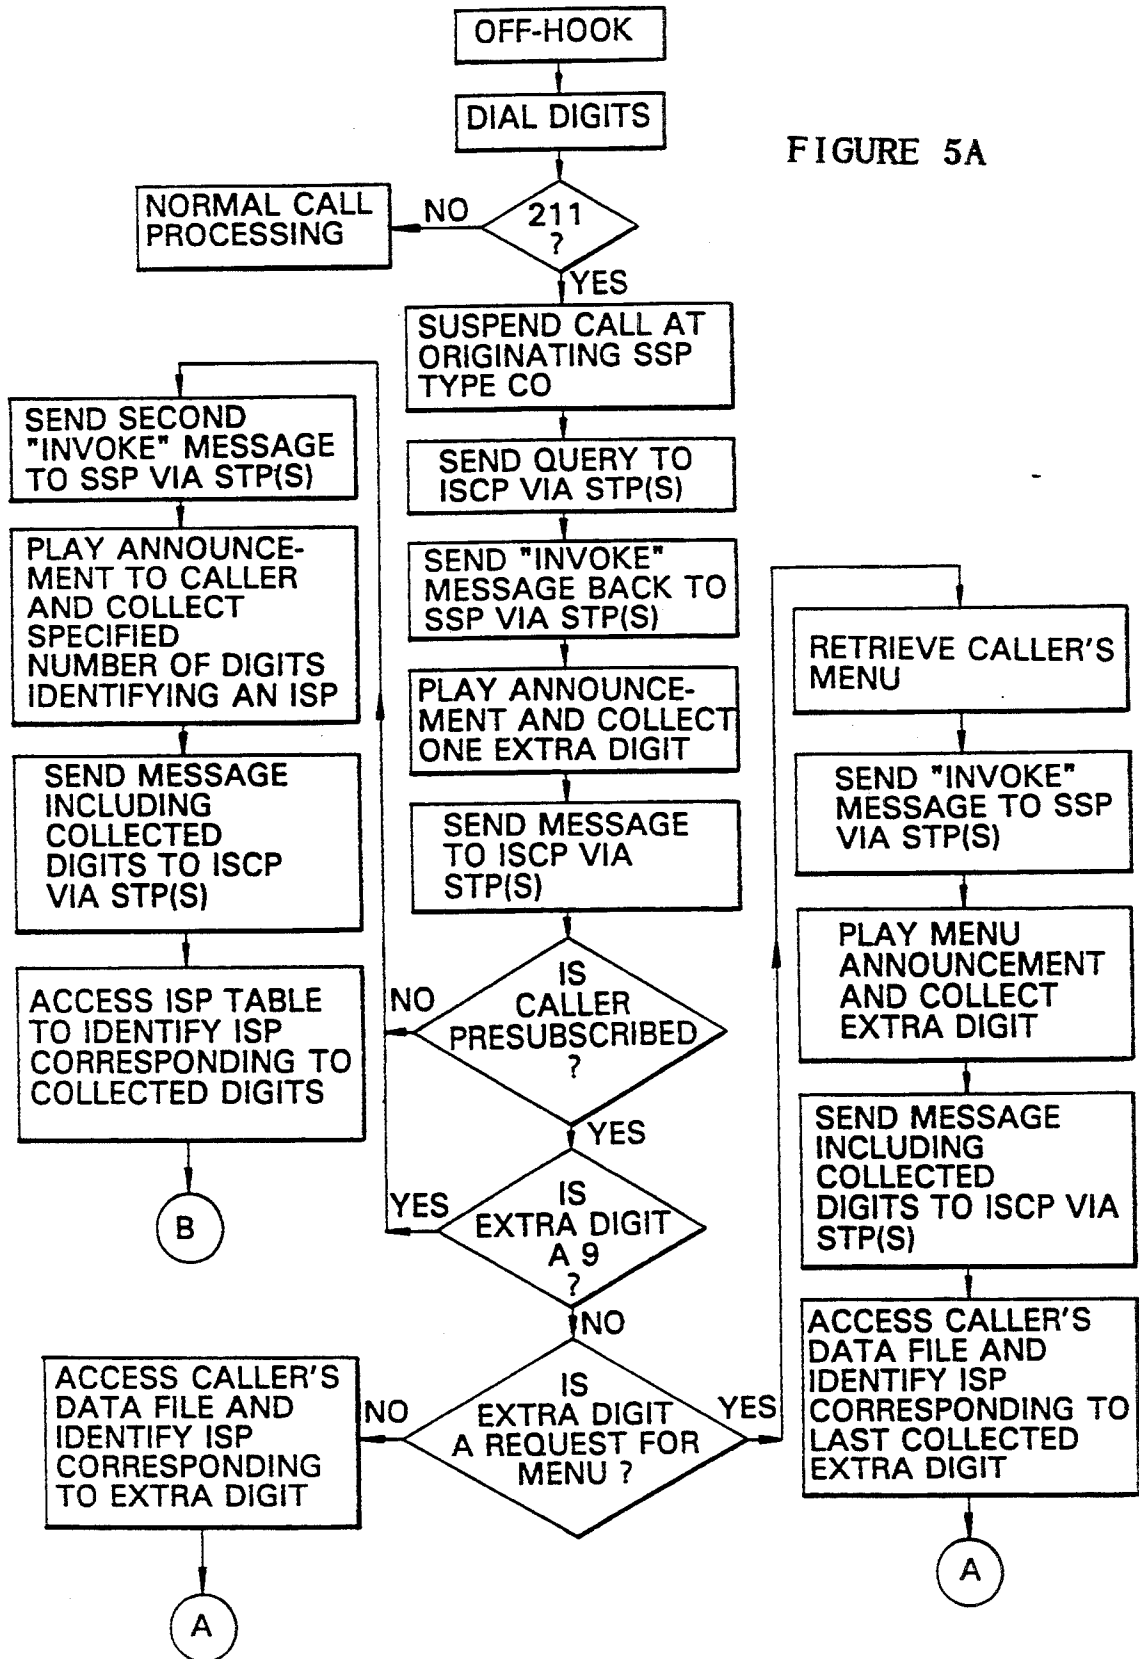 OFF-HOOK
DIAL DIGITS
FIGURE 5A
211
?
NO
NORMAL CALL
PROCESSING
YES
SUSPEND CALL AT
ORIGINATING SSP
TYPE CO
SEND QUERY TO
ISCP VIA STP(S)
SEND "INVOKE"
MESSAGE BACK TO
SSP VIA STP(S)
PLAY ANNOUNCE-
MENT AND COLLECT
ONE EXTRA DIGIT
SEND MESSAGE
TO ISCP VIA
STP(S)
IS
CALLER
PRESUBSCRIBED
?
NO
YES
IS
EXTRA DIGIT
A 9
?
YES
NO
IS
EXTRA DIGIT
A REQUEST FOR
MENU ?
NO
YES
SEND SECOND
"INVOKE" MESSAGE
TO SSP VIA STP(S)
PLAY ANNOUNCE-
MENT TO CALLER
AND COLLECT
SPECIFIED
NUMBER OF DIGITS
IDENTIFYING AN ISP
SEND MESSAGE
INCLUDING
COLLECTED
DIGITS TO ISCP
VIA STP(S)
ACCESS ISP TABLE
TO IDENTIFY ISP
CORRESPONDING TO
COLLECTED DIGITS
B
ACCESS CALLER'S
DATA FILE AND
IDENTIFY ISP
CORRESPONDING
TO EXTRA DIGIT
A
RETRIEVE CALLER'S
MENU
SEND "INVOKE"
MESSAGE TO SSP
VIA STP(S)
PLAY MENU
ANNOUNCEMENT
AND COLLECT
EXTRA DIGIT
SEND MESSAGE
INCLUDING
COLLECTED
DIGITS TO ISCP VIA
STP(S)
ACCESS CALLER'S
DATA FILE AND
IDENTIFY ISP
CORRESPONDING TO
LAST COLLECTED
EXTRA DIGIT
A